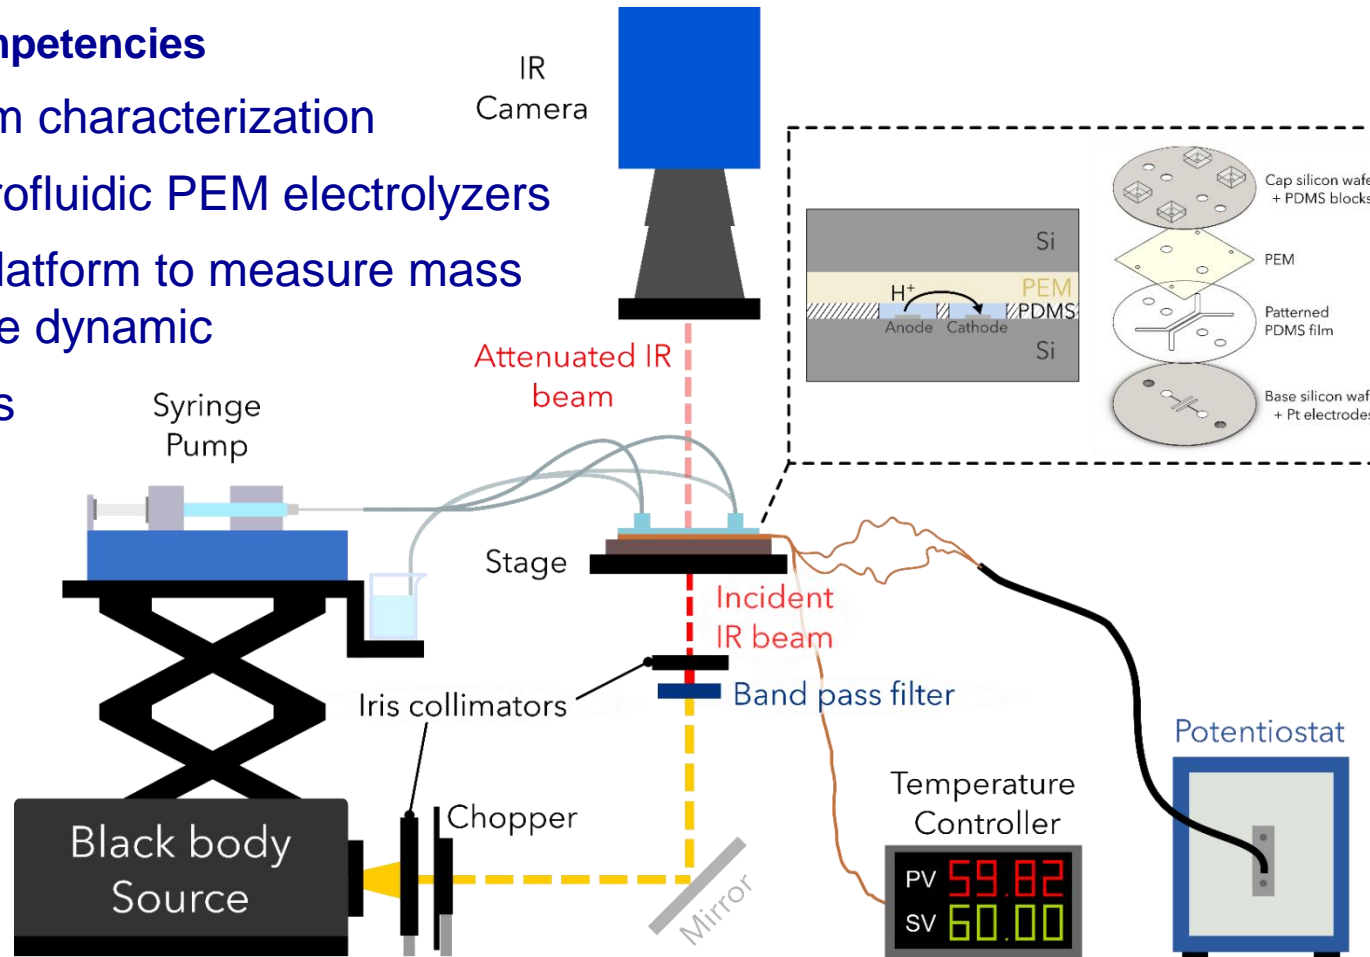 mpetencies
m characterization
rofluidic PEM electrolyzers
latform to measure mass
e dynamic
s
IR
Camera
Attenuated IR
beam
Syringe
Pump
Stage
Incident
IR beam
Iris collimators
Band pass filter
Chopper
Black body
Source
Mirror
Temperature
Controller
PV 59.82
SV 60.00
Potentiostat
Si
PEM
H+
PDMS
Anode Cathode
Si
Cap silicon wafe
+ PDMS blocks
PEM
Patterned
PDMS film
Base silicon waf
+ Pt electrodes